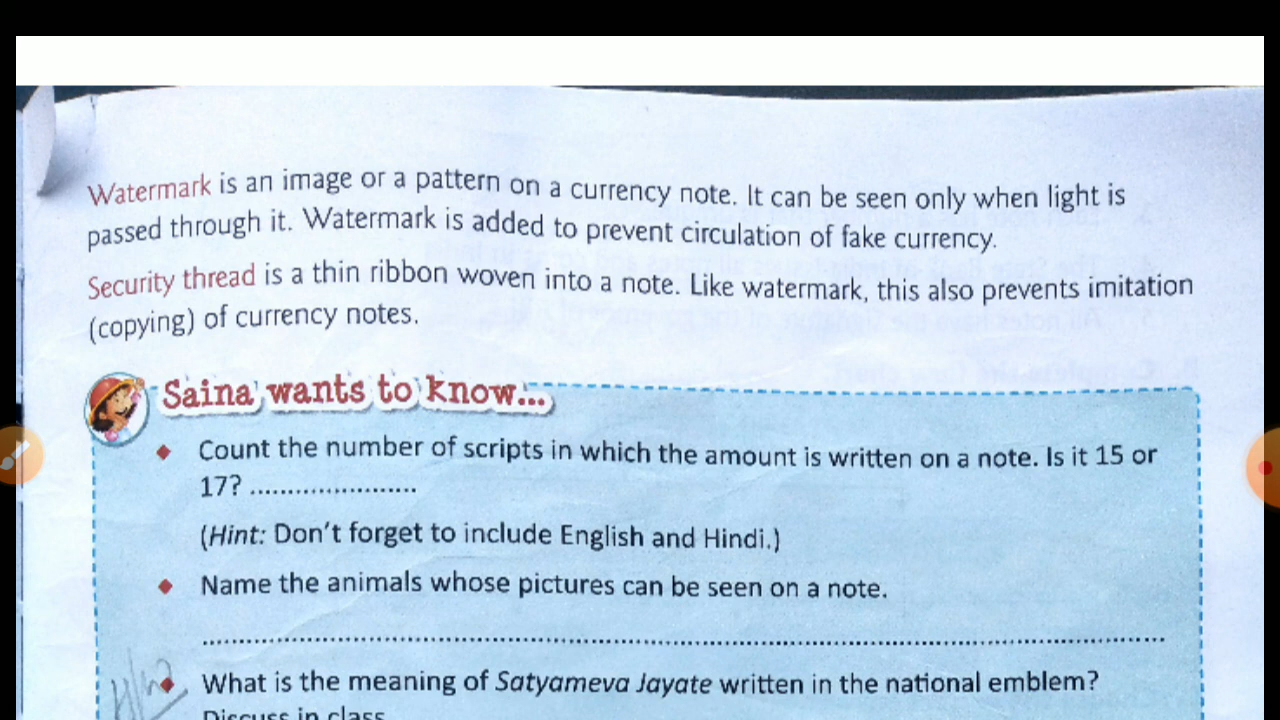 Watermark is an image or a pattern on a currency note. It can be seen only when light is
passed through it. Watermark is added to prevent circulation of fake currency.
Security thread is a thin ribbon woven into a note. Like watermark, this also prevents imitation
(copying) of currency notes.
Saina wants to know...
♦ Count the number of scripts in which the amount is written on a note. Is it 15 or
17? ......................
(Hint: Don't forget to include English and Hindi.)
♦ Name the animals whose pictures can be seen on a note.
....................................................................................................
♦ What is the meaning of Satyameva Jayate written in the national emblem?
Discuss in class